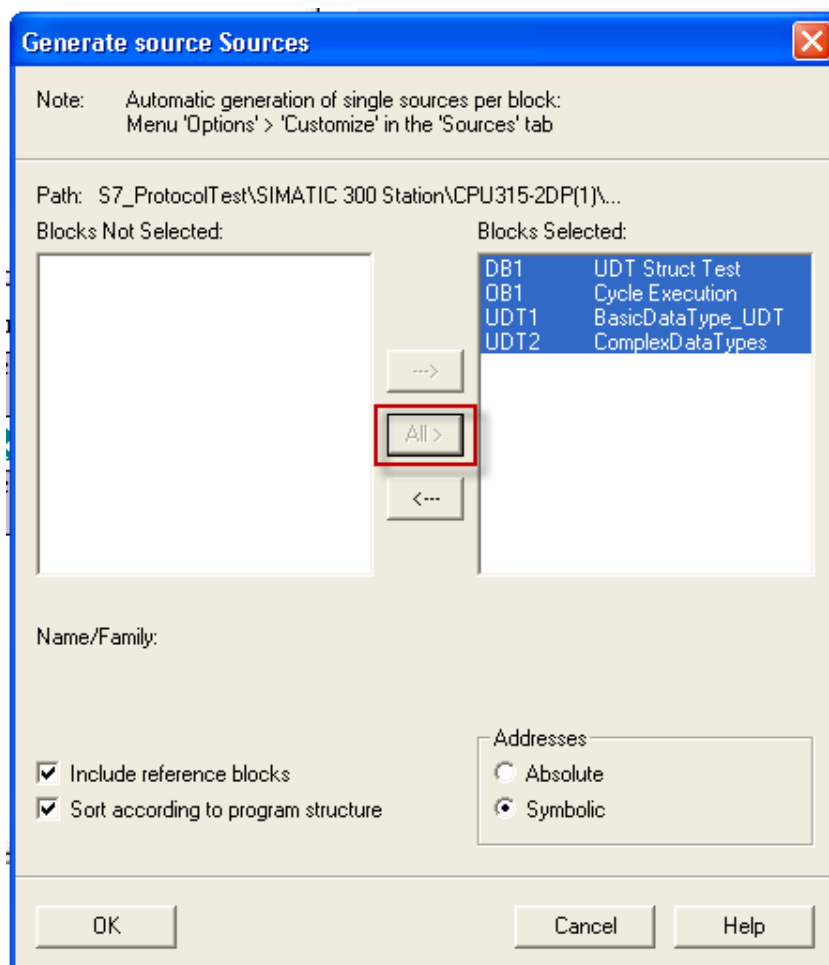 Generate source Sources
Note: Automatic generation of single sources per block:
Menu 'Options' > 'Customize' in the 'Sources' tab
Path: S7_ProtocolTest\SIMATIC 300 Station\CPU315-2DP(1)\...
Blocks Not Selected:
Blocks Selected:
DB1 UDT Struct Test
OB1 Cycle Execution
UDT1 BasicDataType_UDT
UDT2 ComplexDataTypes
--->
All >
<---
Name/Family:
Include reference blocks
Sort according to program structure
Addresses
Absolute
Symbolic
OK
Cancel
Help